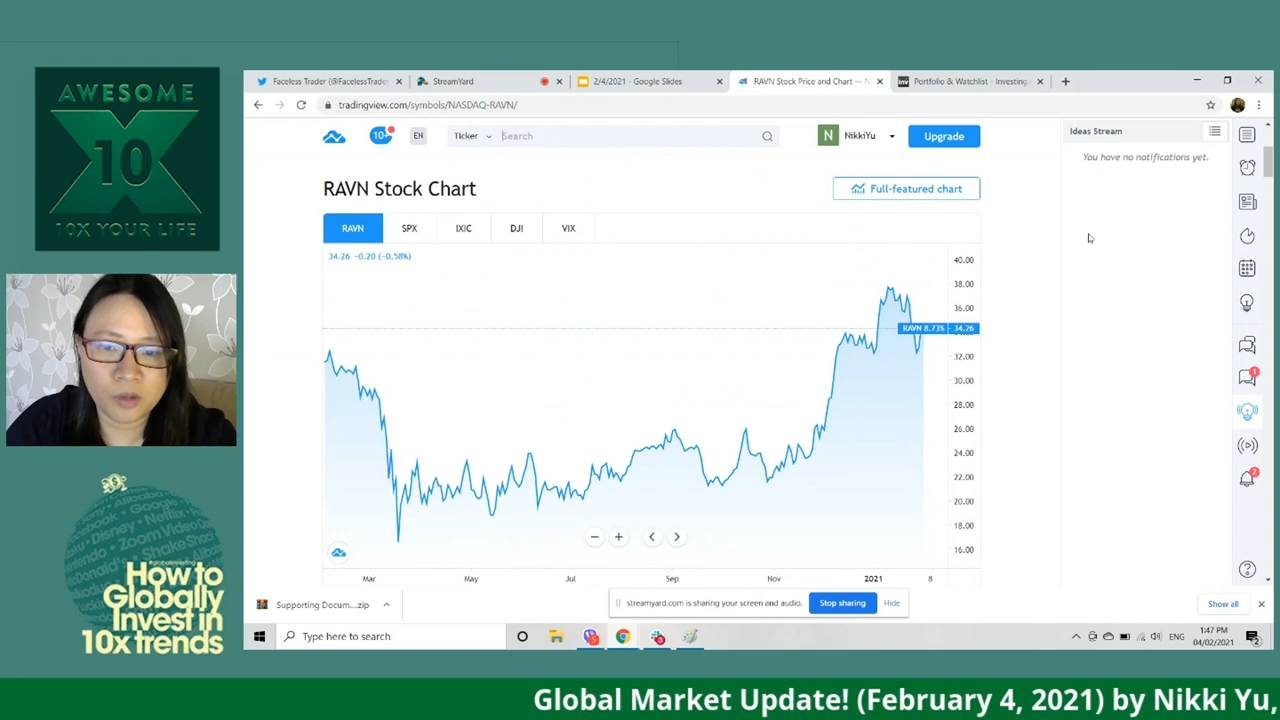 AWESOME
X
10
10X YOUR LIFE
#globalinvesting
How to
Globally
Invest in
10x trends
Faceless Trader (@FacelesTrade
StreamYard
2/4/2021 - Google Slides
RAVN Stock Price and Chart — N
Portfolio & Watchlist - Investing.
tradingview.com/symbols/NASDAQ-RAVN/
10+
EN
Ticker
Search
N
NikkiYu
Upgrade
Ideas Stream
You have no notifications yet.
RAVN Stock Chart
Full-featured chart
RAVN
SPX
IXIC
DJI
VIX
34.26 −0.20 (−0.58%)
40.00
38.00
36.00
RAVN 8.73%
34.26
32.00
30.00
28.00
26.00
24.00
22.00
20.00
18.00
16.00
Mar
May
Jul
Sep
Nov
2021
8
Supporting Docum....zip
streamyard.com is sharing your screen and audio.
Stop sharing
Hide
Show all
Type here to search
ENG
1:47 PM
04/02/2021
Global Market Update! (February 4, 2021) by Nikki Yu,